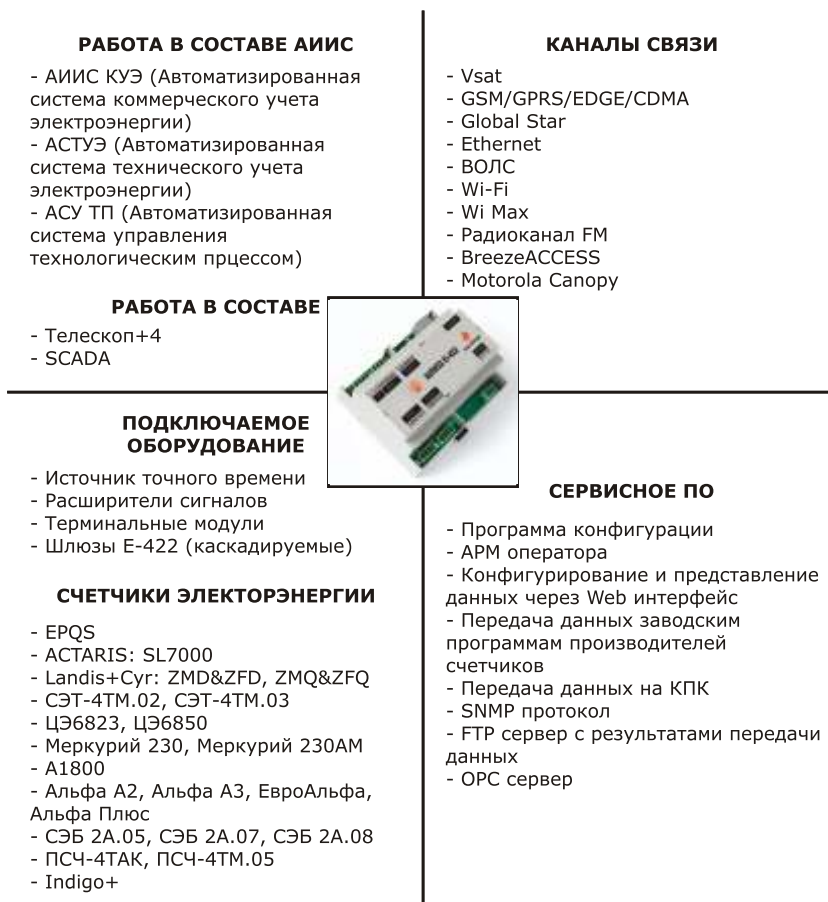 РАБОТА В СОСТАВЕ АИИС
- АИИС КУЭ (Автоматизированная
система коммерческого учета
электроэнергии)
- АСТУЭ (Автоматизированная
система технического учета
электроэнергии)
- АСУ ТП (Автоматизированная
система управления
технологическим прцессом)
РАБОТА В СОСТАВЕ
- Телескоп+4
- SCADA
КАНАЛЫ СВЯЗИ
- Vsat
- GSM/GPRS/EDGE/CDMA
- Global Star
- Ethernet
- ВОЛС
- Wi-Fi
- Wi Max
- Радиоканал FM
- BreezeACCESS
- Motorola Canopy
ПОДКЛЮЧАЕМОЕ
ОБОРУДОВАНИЕ
- Источник точного времени
- Расширители сигналов
- Терминальные модули
- Шлюзы Е-422 (каскадируемые)
СЧЕТЧИКИ ЭЛЕКТОРЭНЕРГИИ
- EPQS
- ACTARIS: SL7000
- Landis+Cyr: ZMD&ZFD, ZMQ&ZFQ
- СЭТ-4ТМ.02, СЭТ-4ТМ.03
- ЦЭ6823, ЦЭ6850
- Меркурий 230, Меркурий 230АМ
- А1800
- Альфа А2, Альфа А3, ЕвроАльфа,
Альфа Плюс
- СЭБ 2А.05, СЭБ 2А.07, СЭБ 2А.08
- ПСЧ-4ТАК, ПСЧ-4ТМ.05
- Indigo+
СЕРВИСНОЕ ПО
- Программа конфигурации
- АРМ оператора
- Конфигурирование и представление
данных через Web интерфейс
- Передача данных заводским
программам производителей
счетчиков
- Передача данных на КПК
- SNMP протокол
- FTP сервер с результатами передачи
данных
- OPC сервер